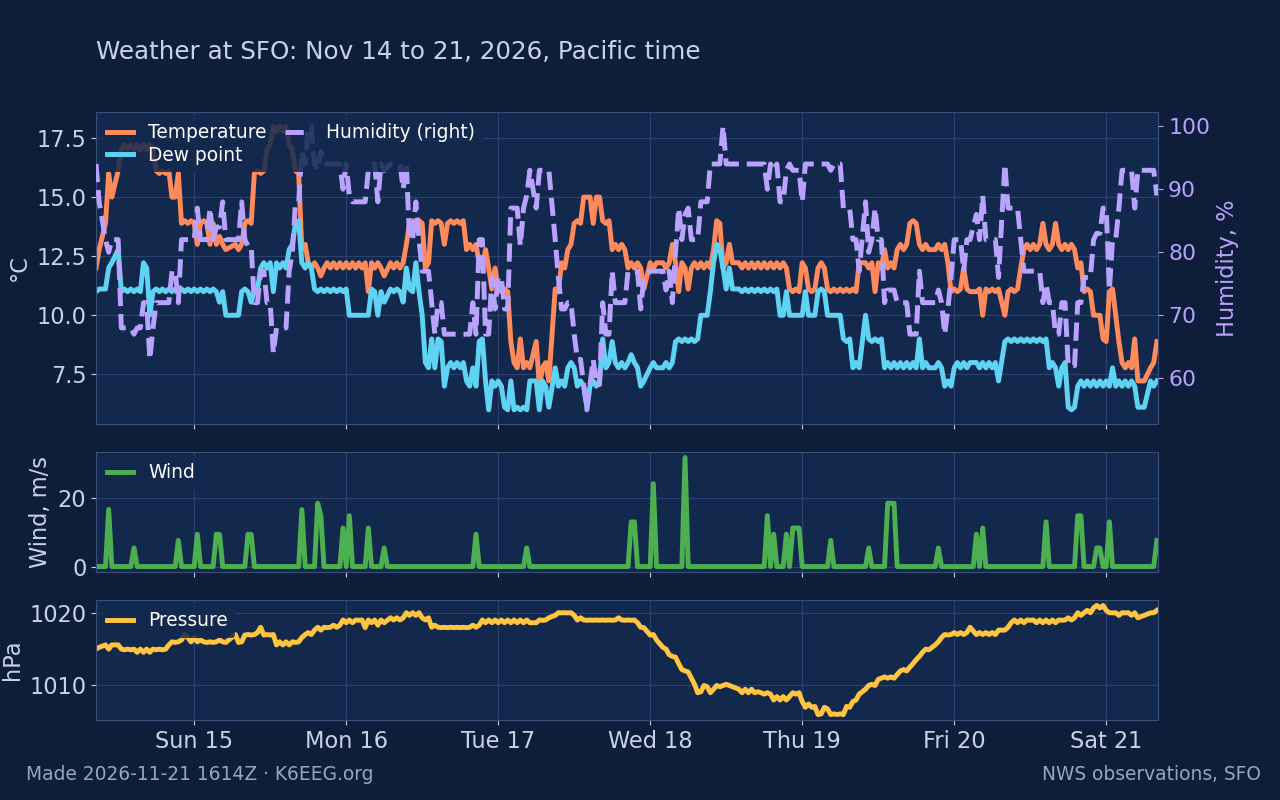 Weather at SFO: Nov 14 to 21, 2026, Pacific time
Temperature
Humidity (right)
Dew point
°C
17.5
15.0
12.5
10.0
7.5
100
90
80
70
60
Humidity, %
Wind
Wind, m/s
20
0
Pressure
hPa
1020
1010
Sun 15 Mon 16 Tue 17 Wed 18 Thu 19 Fri 20 Sat 21
Made 2026-11-21 1614Z · K6EEG.org
NWS observations, SFO